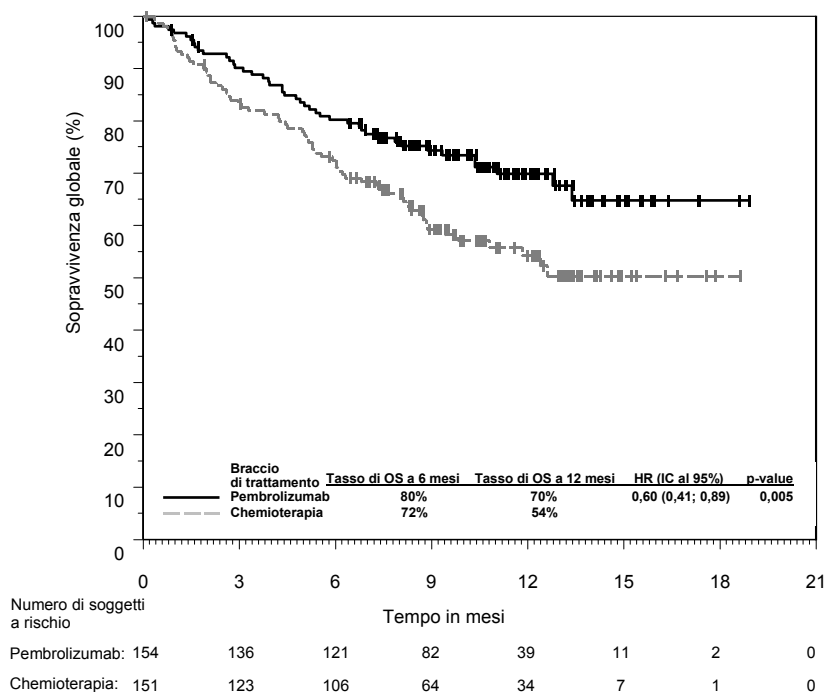 100
90
80
70
60
50
40
30
20
10
0
Sopravvivenza globale (%)
Braccio
di trattamento Tasso di OS a 6 mesi Tasso di OS a 12 mesi HR (IC al 95%) p-value
Pembrolizumab 80% 70% 0,60 (0,41; 0,89) 0,005
Chemioterapia 72% 54%
0 3 6 9 12 15 18 21
Tempo in mesi
Numero di soggetti
a rischio
Pembrolizumab: 154 136 121 82 39 11 2 0
Chemioterapia: 151 123 106 64 34 7 1 0